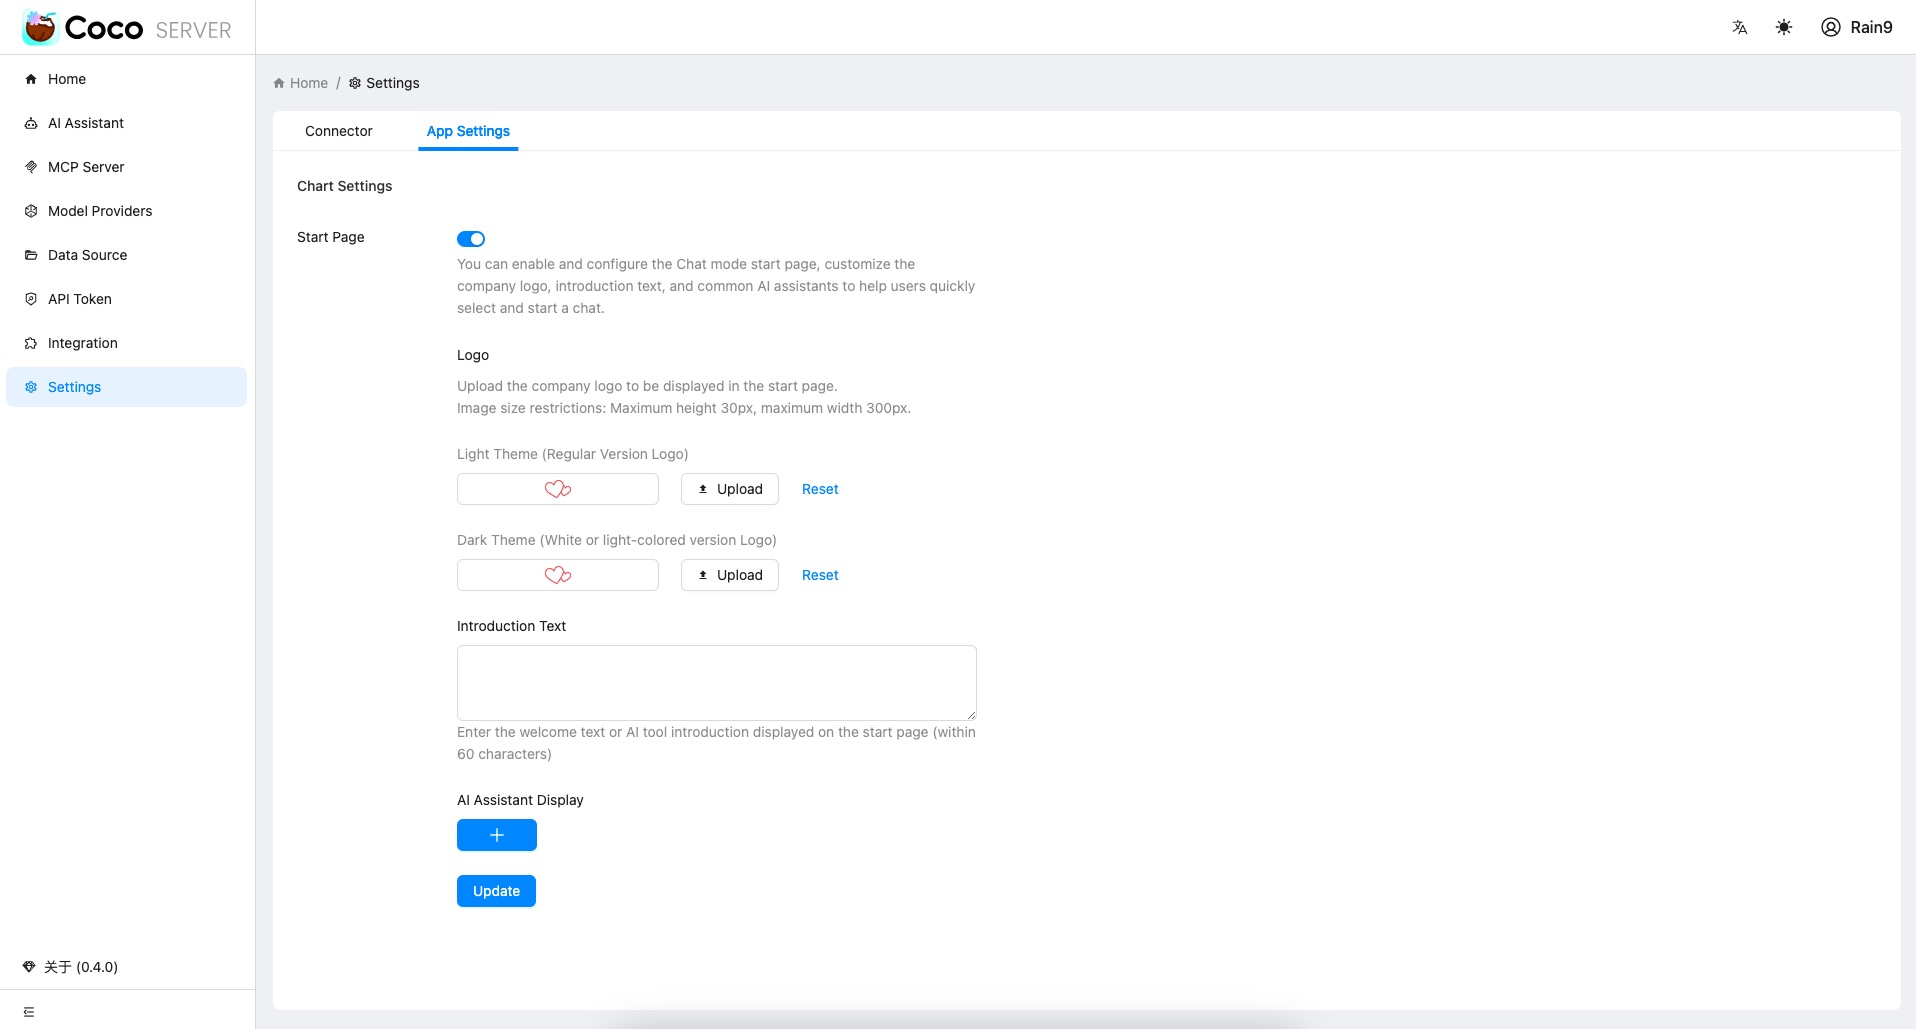 Coco SERVER
Rain9
Home
AI Assistant
MCP Server
Model Providers
Data Source
API Token
Integration
Settings
关于 (0.4.0)
Home / Settings
Connector
App Settings
Chart Settings
Start Page
You can enable and configure the Chat mode start page, customize the
company logo, introduction text, and common AI assistants to help users quickly
select and start a chat.
Logo
Upload the company logo to be displayed in the start page.
Image size restrictions: Maximum height 30px, maximum width 300px.
Light Theme (Regular Version Logo)
Upload
Reset
Dark Theme (White or light-colored version Logo)
Upload
Reset
Introduction Text
Enter the welcome text or AI tool introduction displayed on the start page (within
60 characters)
AI Assistant Display
Update